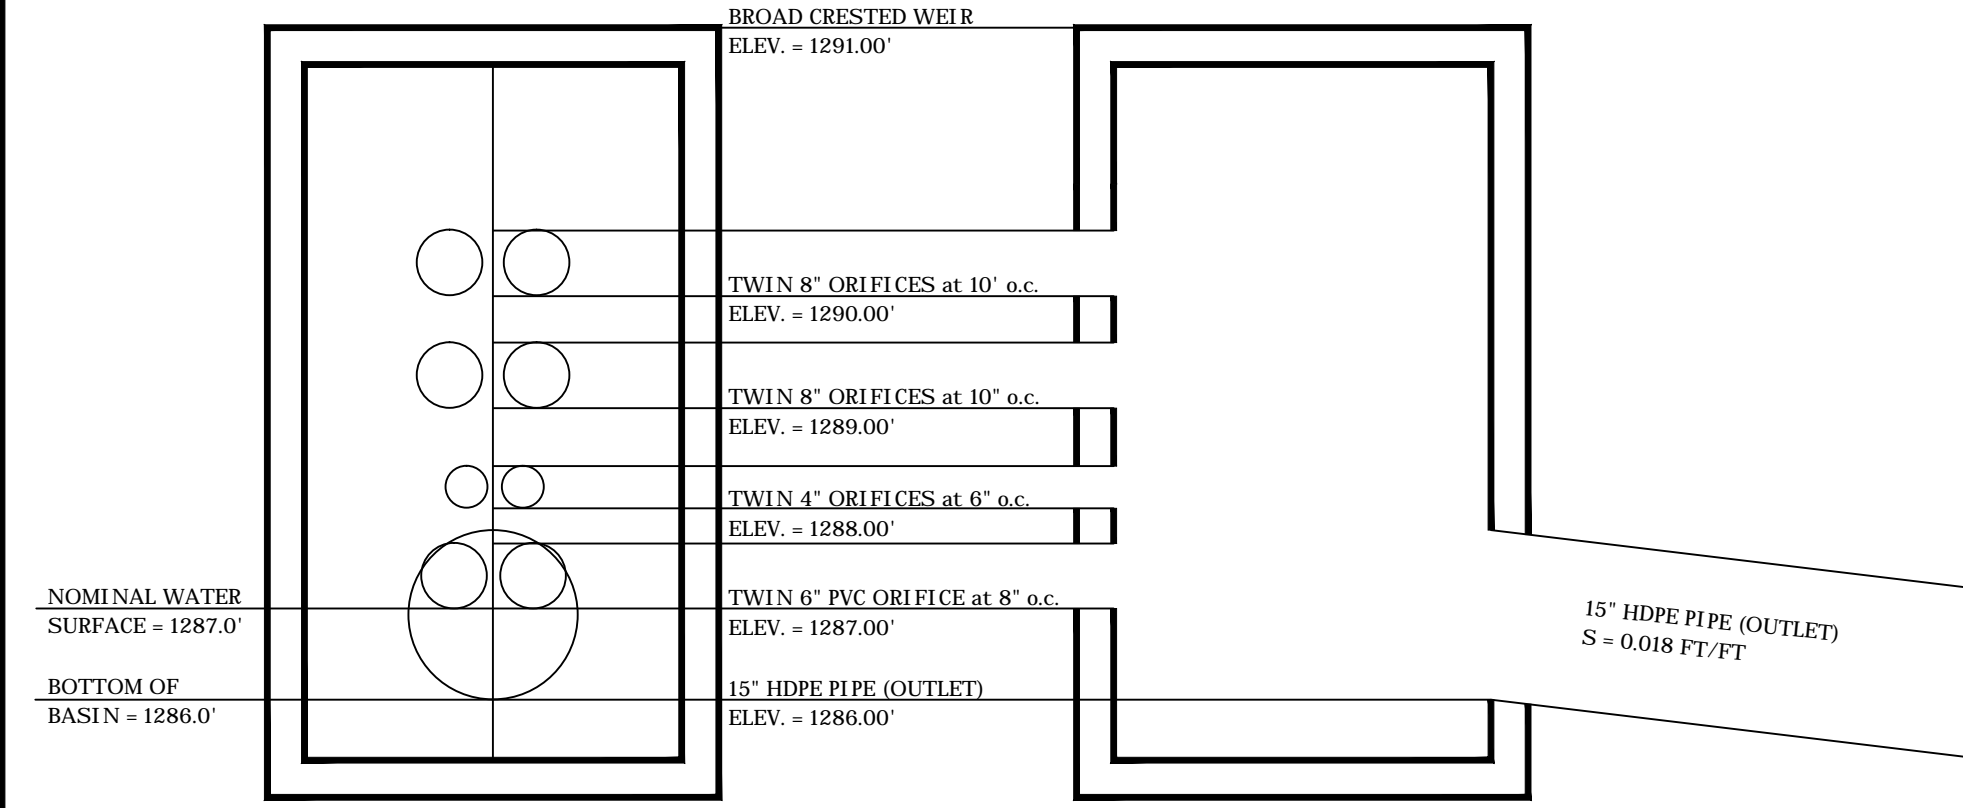 BROAD CRESTED WEIR
ELEV. = 1291.00'
TWIN 8" ORIFICES at 10' o.c.
ELEV. = 1290.00'
TWIN 8" ORIFICES at 10" o.c.
ELEV. = 1289.00'
TWIN 4" ORIFICES at 6" o.c.
ELEV. = 1288.00'
NOMINAL WATER
SURFACE = 1287.0'
TWIN 6" PVC ORIFICE at 8" o.c.
ELEV. = 1287.00'
15" HDPE PIPE (OUTLET)
S = 0.018 FT/FT
BOTTOM OF
BASIN = 1286.0'
15" HDPE PIPE (OUTLET)
ELEV. = 1286.00'